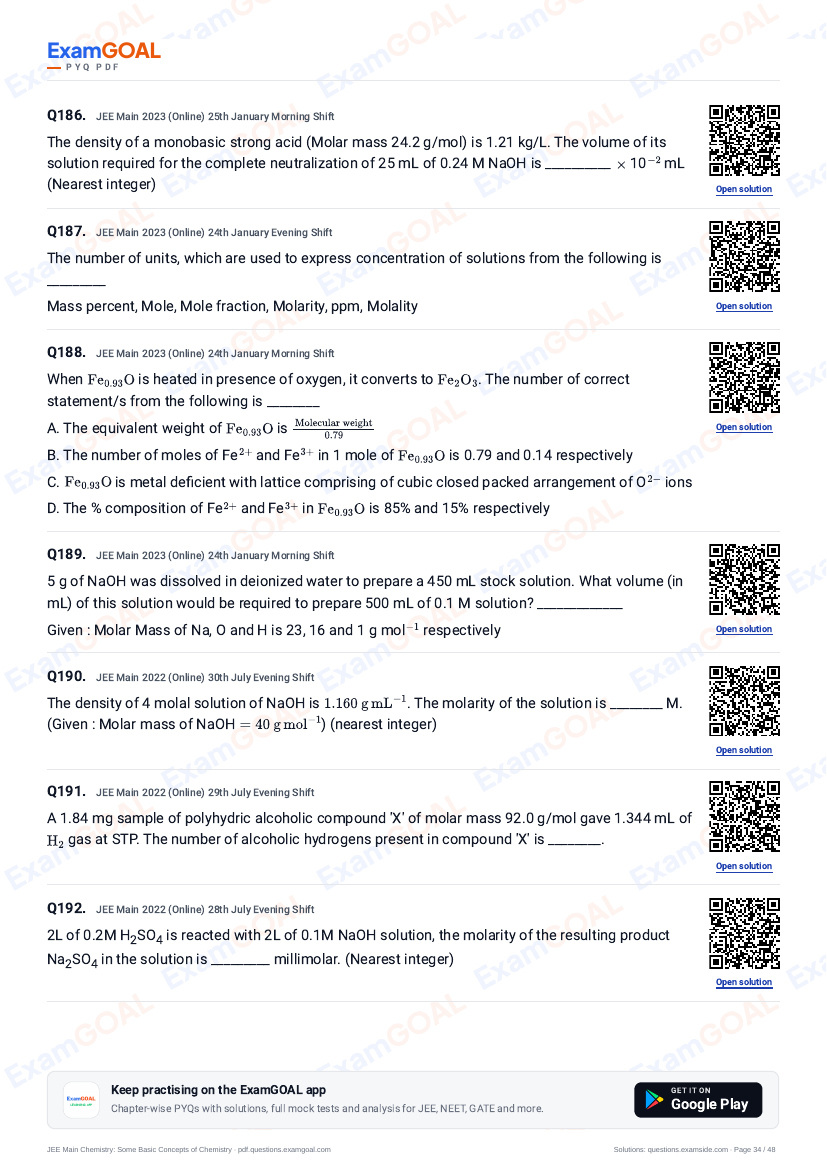 ExamGOAL
PYQ PDF
Q186. JEE Main 2023 (Online) 25th January Morning Shift
The density of a monobasic strong acid (Molar mass 24.2 g/mol) is 1.21 kg/L. The volume of its
solution required for the complete neutralization of 25 mL of 0.24 M NaOH is __________ × 10⁻² mL
(Nearest integer)
Open solution
Q187. JEE Main 2023 (Online) 24th January Evening Shift
The number of units, which are used to express concentration of solutions from the following is
_________
Mass percent, Mole, Mole fraction, Molarity, ppm, Molality
Open solution
Q188. JEE Main 2023 (Online) 24th January Morning Shift
When Fe₀.₉₃O is heated in presence of oxygen, it converts to Fe₂O₃. The number of correct
statement/s from the following is ________
A. The equivalent weight of Fe₀.₉₃O is Molecular weight / 0.79
B. The number of moles of Fe²⁺ and Fe³⁺ in 1 mole of Fe₀.₉₃O is 0.79 and 0.14 respectively
C. Fe₀.₉₃O is metal deficient with lattice comprising of cubic closed packed arrangement of O²⁻ ions
D. The % composition of Fe²⁺ and Fe³⁺ in Fe₀.₉₃O is 85% and 15% respectively
Open solution
Q189. JEE Main 2023 (Online) 24th January Morning Shift
5 g of NaOH was dissolved in deionized water to prepare a 450 mL stock solution. What volume (in
mL) of this solution would be required to prepare 500 mL of 0.1 M solution? _____________
Given : Molar Mass of Na, O and H is 23, 16 and 1 g mol⁻¹ respectively
Open solution
Q190. JEE Main 2022 (Online) 30th July Evening Shift
The density of 4 molal solution of NaOH is 1.160 g mL⁻¹. The molarity of the solution is ________ M.
(Given : Molar mass of NaOH = 40 g mol⁻¹) (nearest integer)
Open solution
Q191. JEE Main 2022 (Online) 29th July Evening Shift
A 1.84 mg sample of polyhydric alcoholic compound 'X' of molar mass 92.0 g/mol gave 1.344 mL of
H₂ gas at STP. The number of alcoholic hydrogens present in compound 'X' is ________.
Open solution
Q192. JEE Main 2022 (Online) 28th July Evening Shift
2L of 0.2M H₂SO₄ is reacted with 2L of 0.1M NaOH solution, the molarity of the resulting product
Na₂SO₄ in the solution is _________ millimolar. (Nearest integer)
Open solution
ExamGOAL
Keep practising on the ExamGOAL app
Chapter-wise PYQs with solutions, full mock tests and analysis for JEE, NEET, GATE and more.
GET IT ON
Google Play
JEE Main Chemistry: Some Basic Concepts of Chemistry · pdf.questions.examgoal.com
Solutions: questions.examside.com · Page 34 / 48